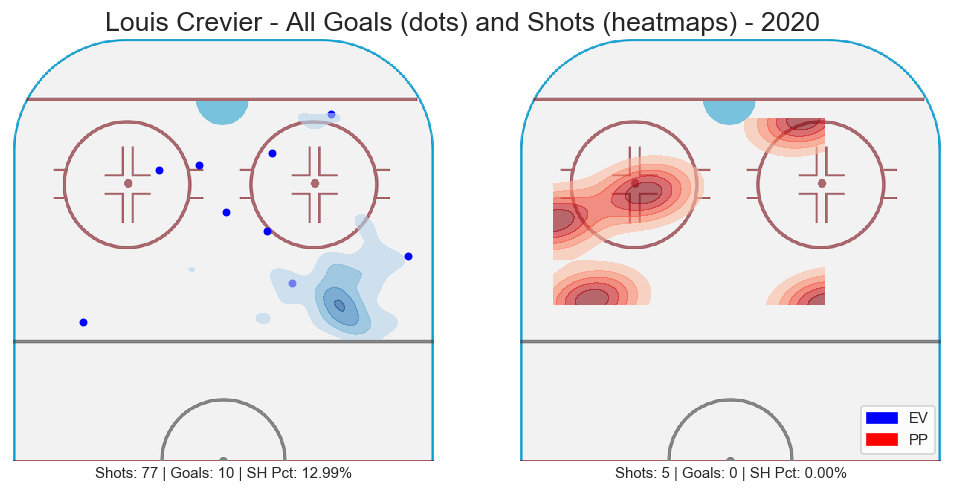 Louis Crevier - All Goals (dots) and Shots (heatmaps) - 2020
EV
PP
Shots: 77 | Goals: 10 | SH Pct: 12.99%
Shots: 5 | Goals: 0 | SH Pct: 0.00%